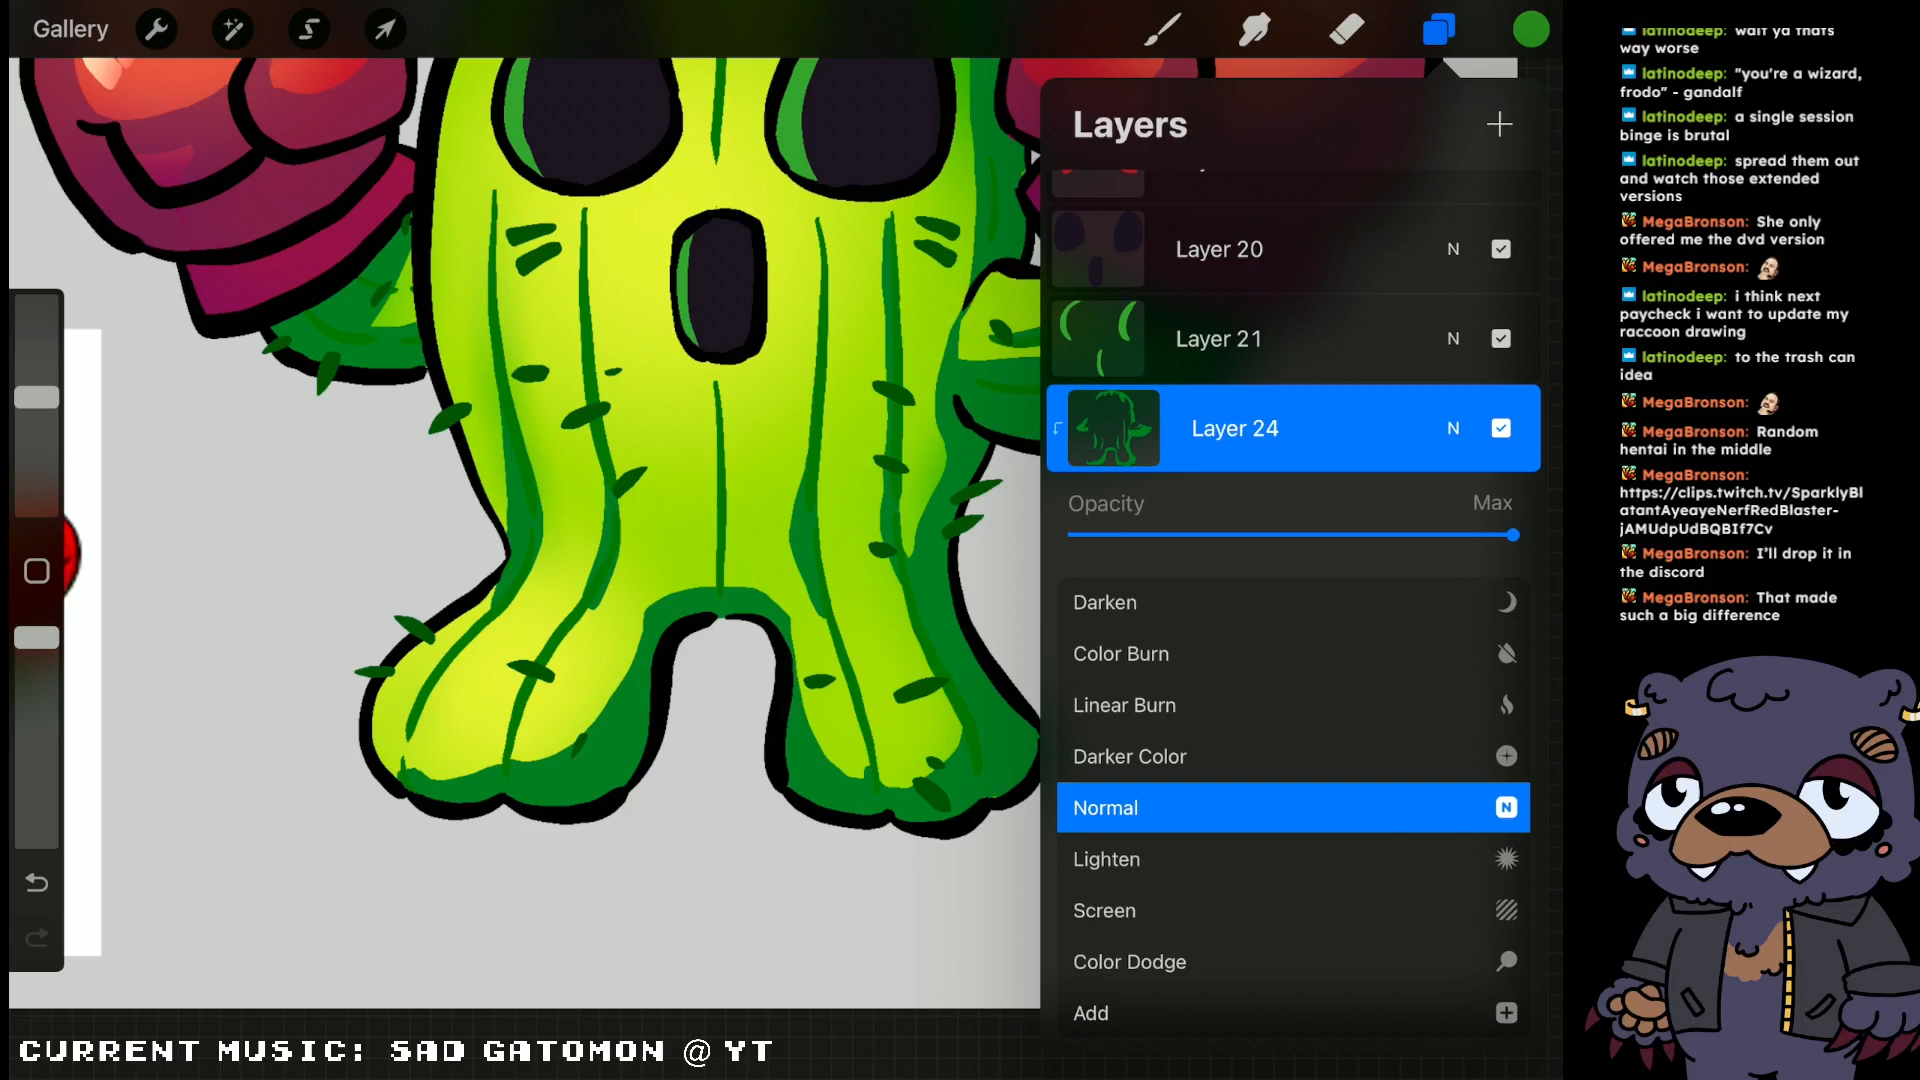 Gallery
Layers
Layer 20
N
Layer 21
N
Layer 24
N
Opacity
Max
Darken
Color Burn
Linear Burn
Darker Color
Normal
N
Lighten
Screen
Color Dodge
Add
latinodeep: wait ya thats
way worse
latinodeep: "you're a wizard,
frodo" - gandalf
latinodeep: a single session
binge is brutal
latinodeep: spread them out
and watch those extended
versions
MegaBronson: She only
offered me the dvd version
MegaBronson:
latinodeep: i think next
paycheck i want to update my
raccoon drawing
latinodeep: to the trash can
idea
MegaBronson:
MegaBronson: Random
hentai in the middle
MegaBronson:
https://clips.twitch.tv/SparklyBl
atantAyeayeNerfRedBlaster-
jAMUdpUdBQBIf7Cv
MegaBronson: I'll drop it in
the discord
MegaBronson: That made
such a big difference
CURRENT MUSIC: SAD GATOMON @ YT